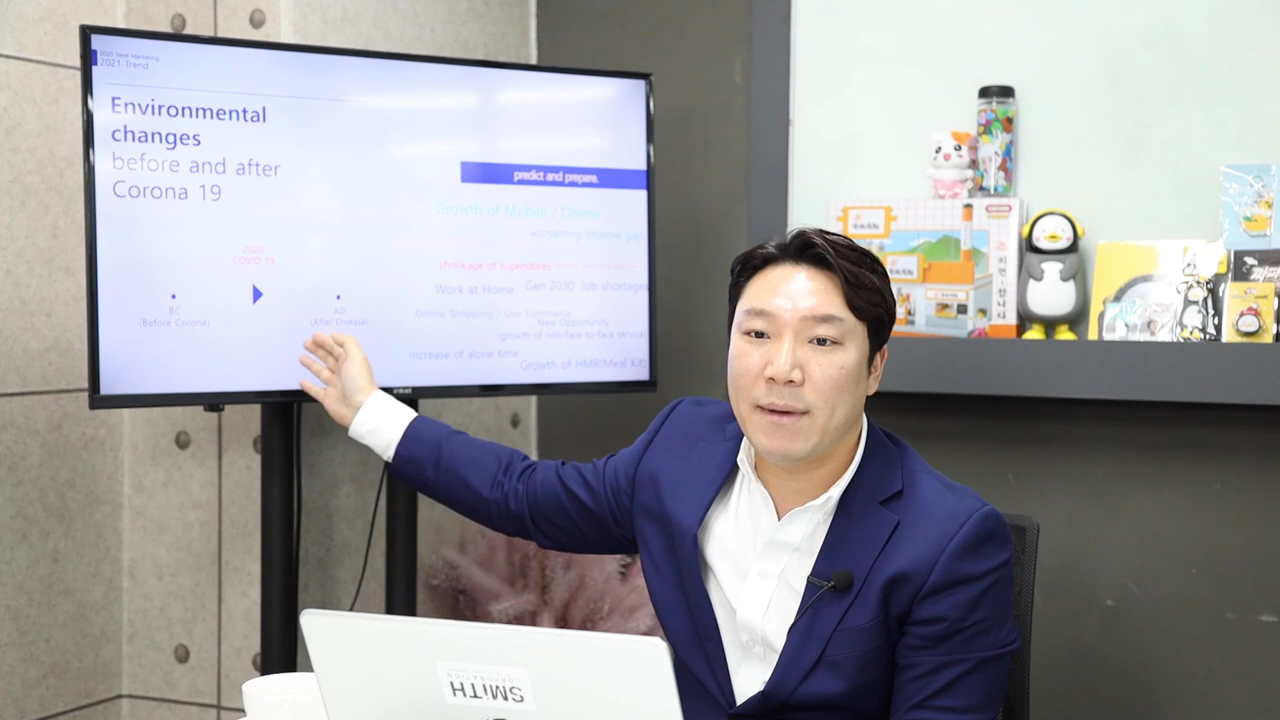 2020 New Marketing
2021 Trend
Environmental
changes
before and after
Corona 19
predict and prepare.
Growth of Mobile / Online
worsening income gap
shrinkage of superstores
Work at Home
Gen 2030' Job shortages
Online Shopping / Live Commerce
New Opportunity
(growth of non-face-to-face service)
Increase of alone time
Growth of HMR(Meal Kit)
2020
COVID 19
BC
(Before Corona)
AD
(After Disease)
SMiTH
CORPORATION